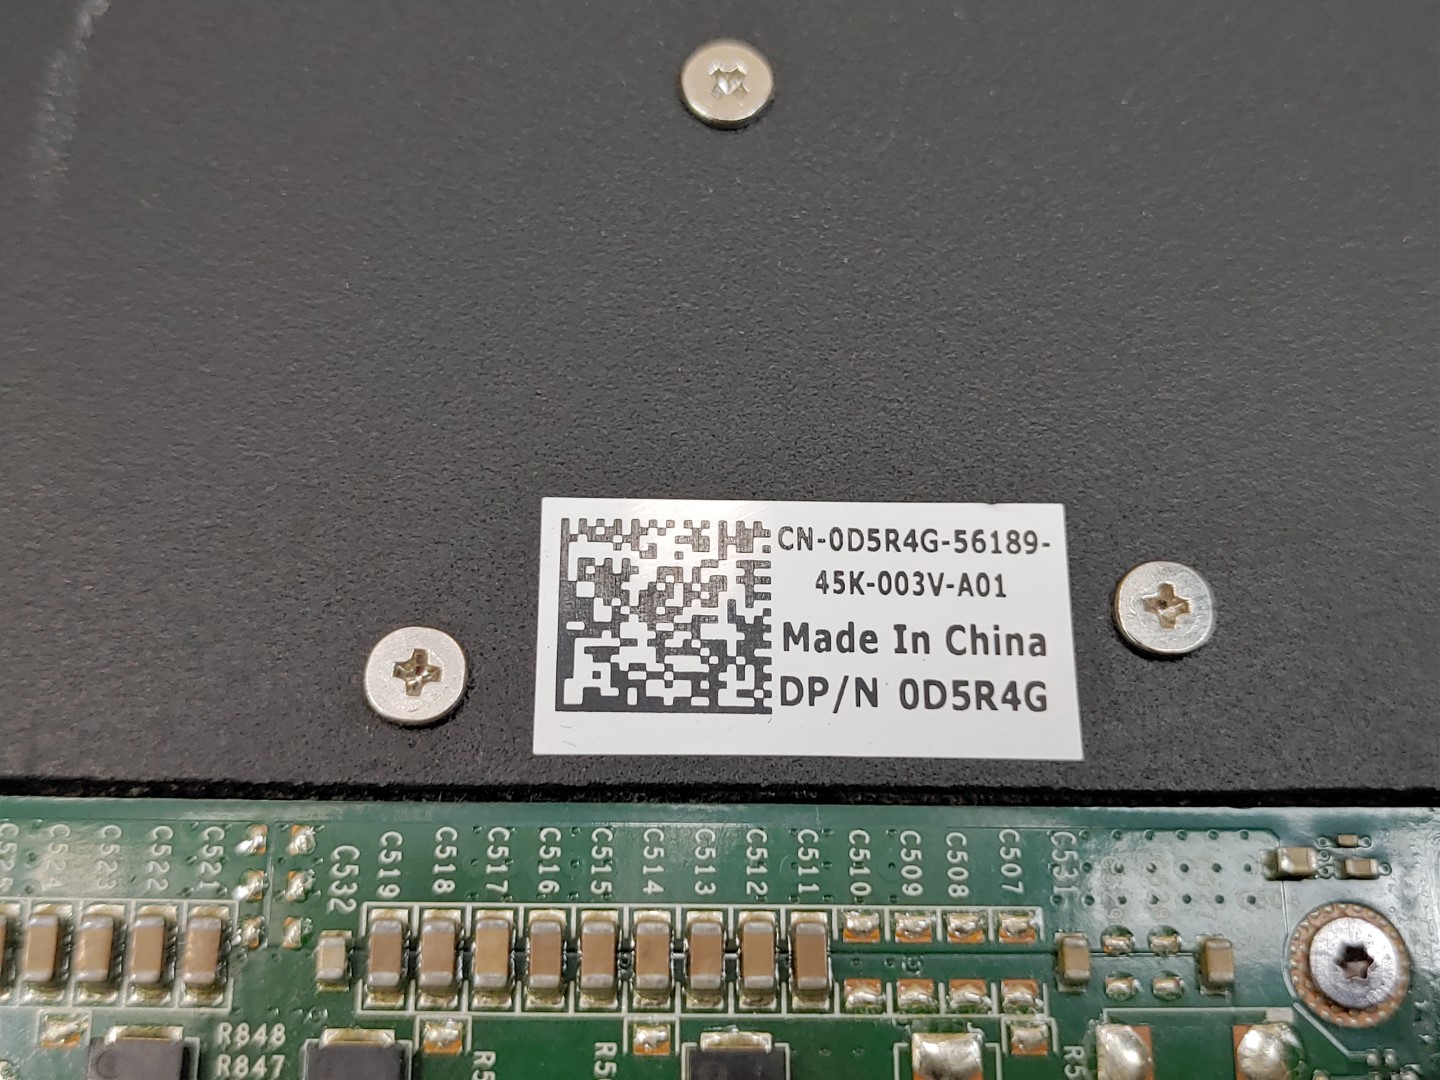 CN-0D5R4G-56189-
45K-003V-A01
Made In China
DP/N 0D5R4G
C524
C523
C522
C521
C532
C519
C518
C517
C516
C515
C514
C513
C512
C511
C510
C509
C508
C507
C531
R848
R847